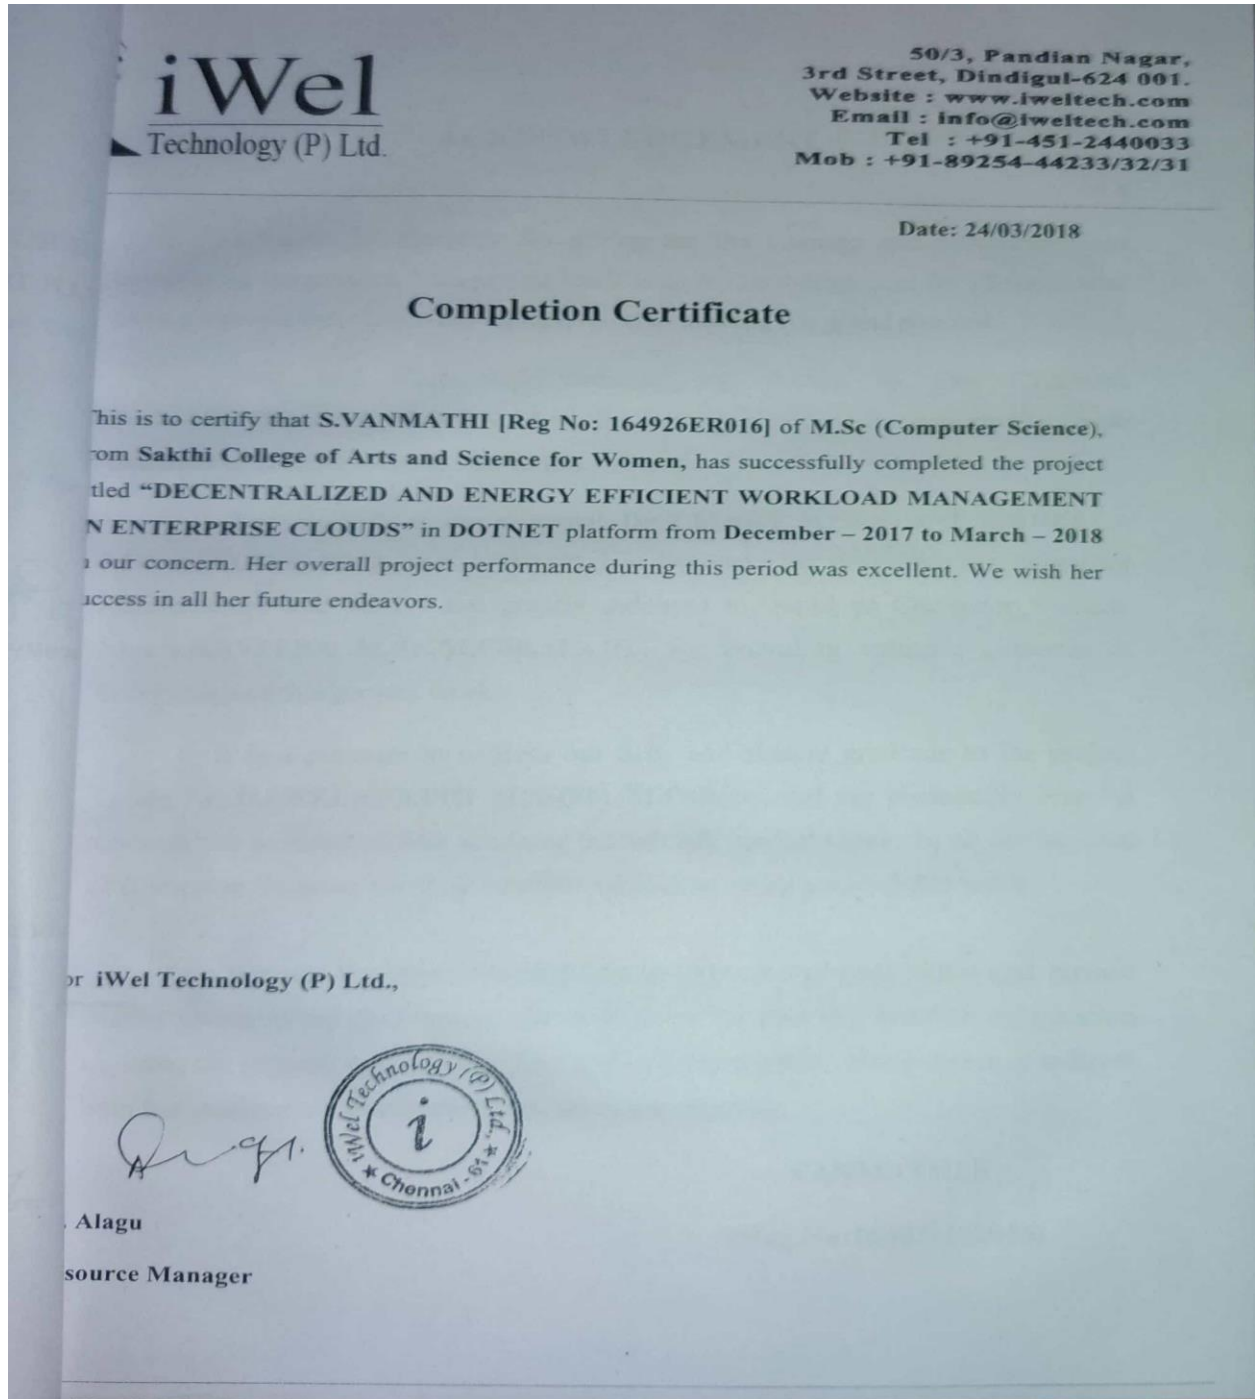 iWel
Technology (P) Ltd.
50/3, Pandian Nagar,
3rd Street, Dindigul-624 001.
Website : www.iweltech.com
Email : info@iweltech.com
Tel : +91-451-2440033
Mob : +91-89254-44233/32/31
Date: 24/03/2018
Completion Certificate
his is to certify that S.VANMATHI [Reg No: 164926ER016] of M.Sc (Computer Science),
rom Sakthi College of Arts and Science for Women, has successfully completed the project
tled “DECENTRALIZED AND ENERGY EFFICIENT WORKLOAD MANAGEMENT
N ENTERPRISE CLOUDS” in DOTNET platform from December – 2017 to March – 2018
n our concern. Her overall project performance during this period was excellent. We wish her
uccess in all her future endeavors.
or iWel Technology (P) Ltd.,
iWel Technology (P) Ltd.,
i
★ Chennai - 61 ★
. Alagu
source Manager